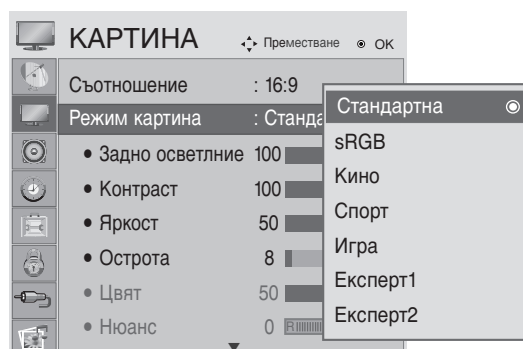 КАРТИНА
Преместване
OK
Съотношение : 16:9
Режим картина : Станда
• Задно осветлние 100
• Контраст 100
• Яркост 50
• Острота 8
• Цвят 50
• Нюанс 0 R
Стандартна
sRGB
Кино
Спорт
Игра
Експерт1
Експерт2